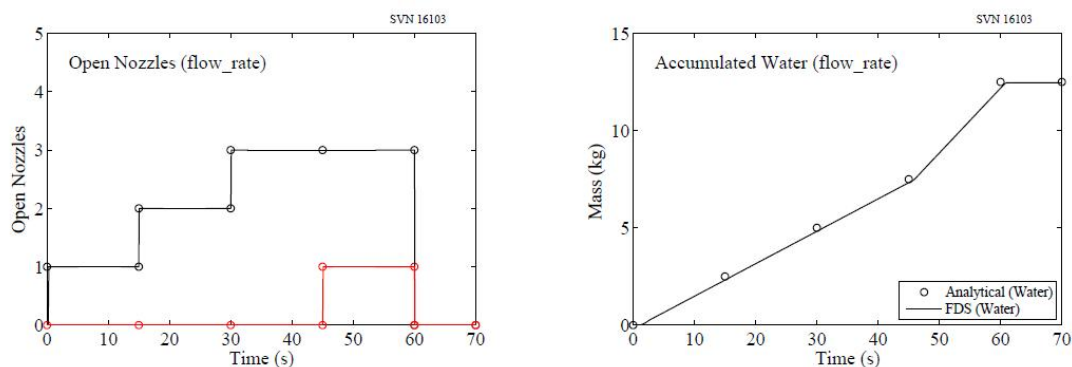 SVN 16103
Open Nozzles (flow_rate)
5
4
3
2
1
0
Open Nozzles
0 10 20 30 40 50 60 70
Time (s)
SVN 16103
Accumulated Water (flow_rate)
15
10
5
0
Mass (kg)
Analytical (Water)
FDS (Water)
0 10 20 30 40 50 60 70
Time (s)